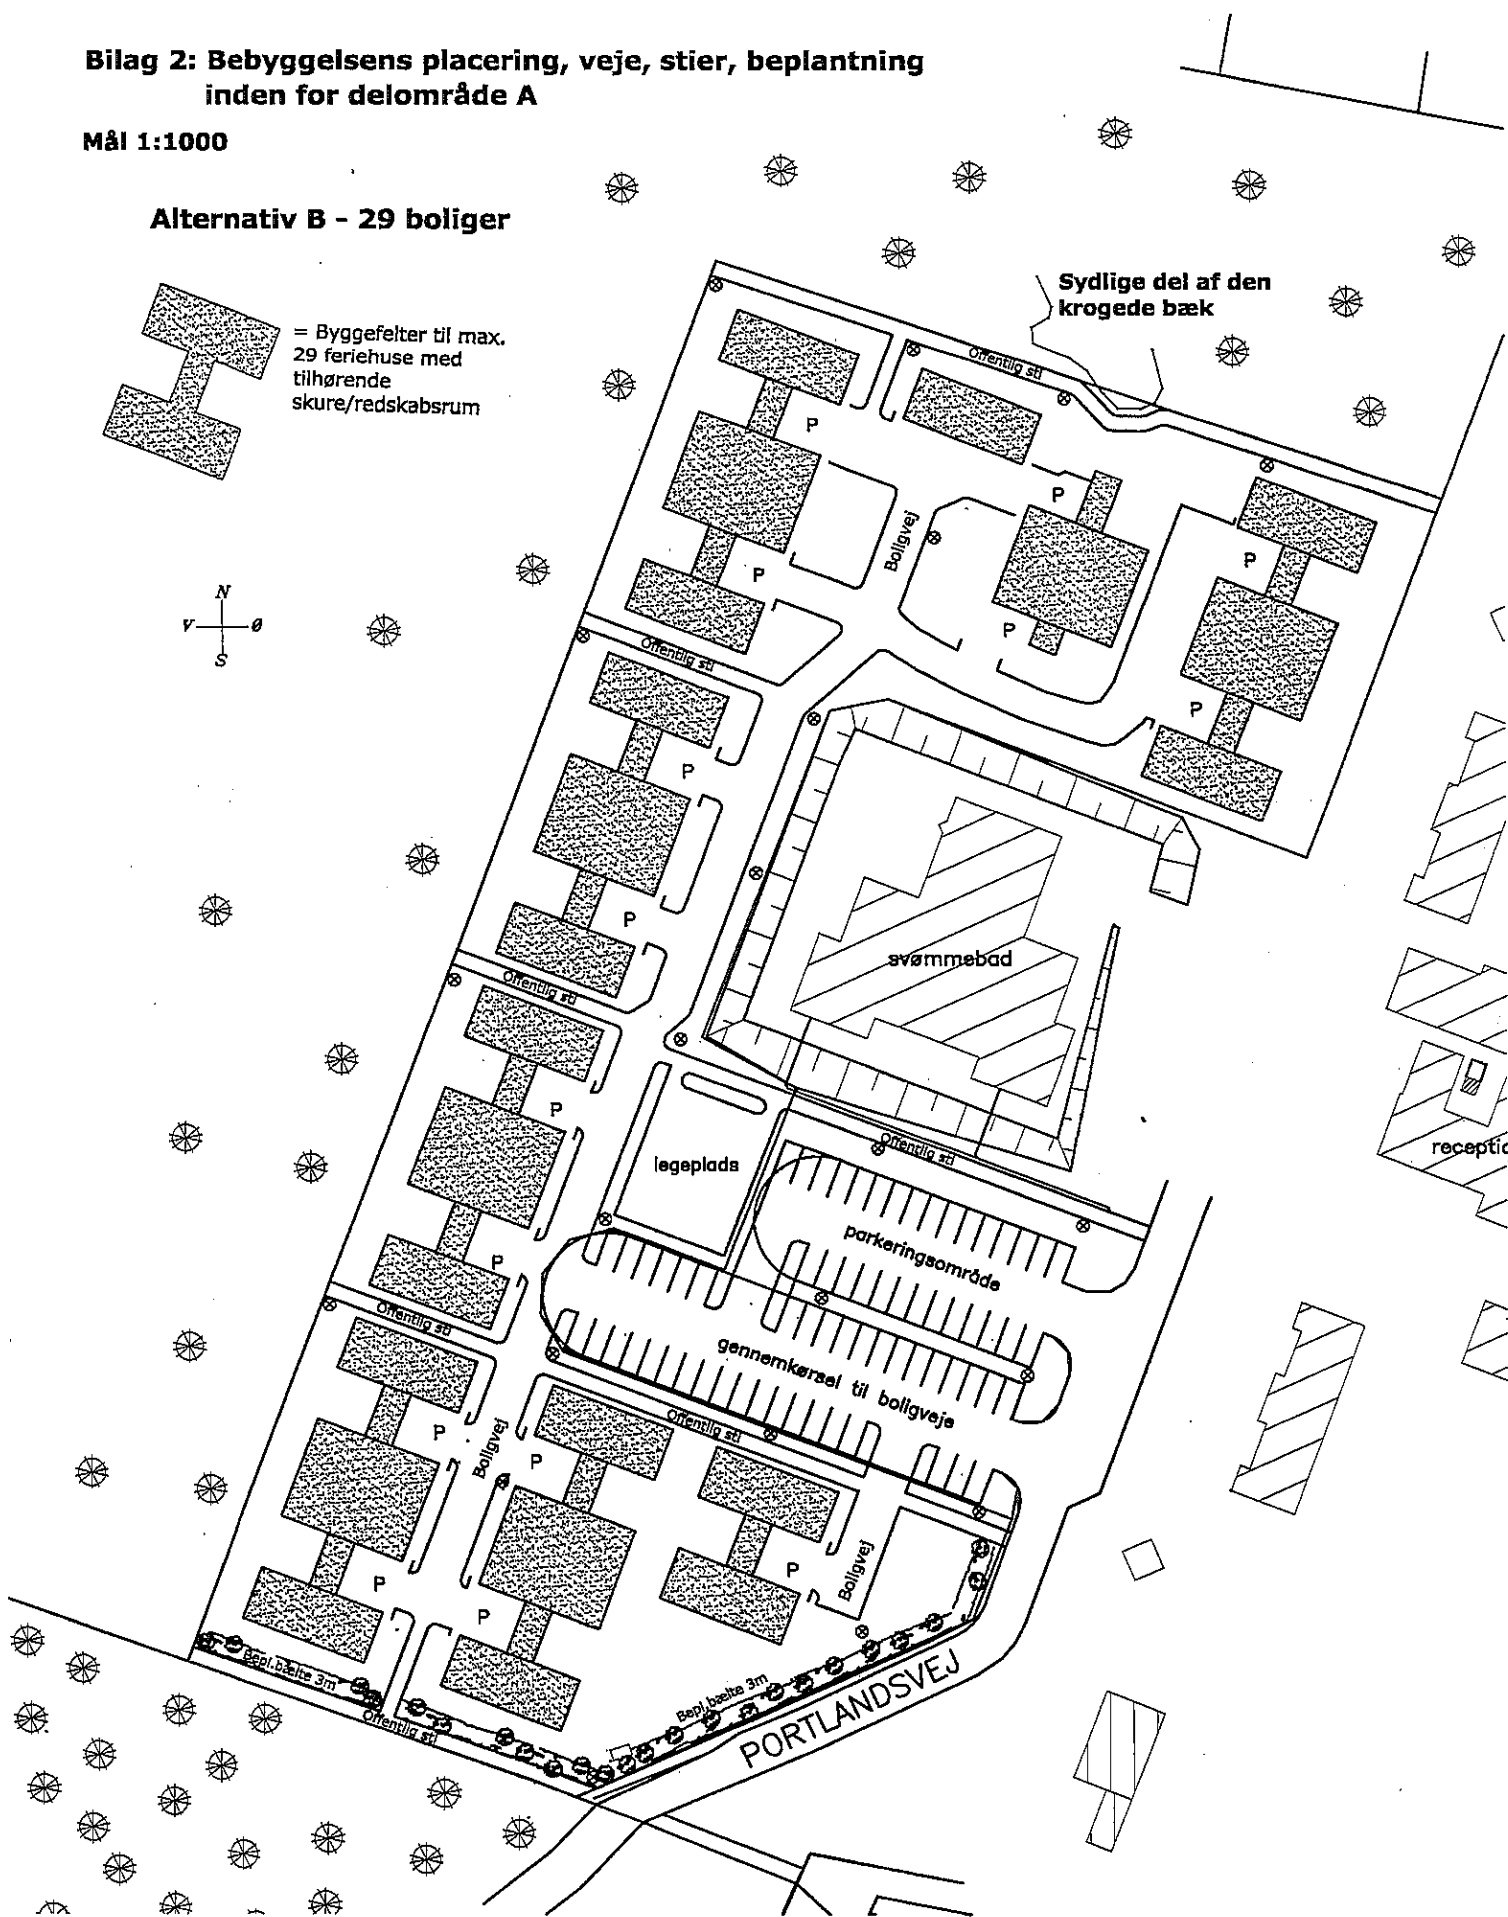 Bilag 2: Bebyggelsens placering, veje, stier, beplantning
inden for delområde A
Mål 1:1000
Alternativ B - 29 boliger
= Byggefelter til max.
29 feriehuse med
tilhørende
skure/redskabsrum
Sydlige del af den
krogede bæk
Offentlig sti
P
P
Boligvej
P
P
P
N
V
Ø
S
P
Offentlig sti
P
P
P
svømmebad
Offentlig sti
P
Offentlig sti
legeplads
receptio
parkeringsområde
P
Offentlig sti
gennemkørsel til boligveje
Offentlig sti
P
Boligvej
P
P
Boligvej
P
P
Bepl.bælte 3m
Bepl.bælte 3m
Offentlig sti
PORTLANDSVEJ